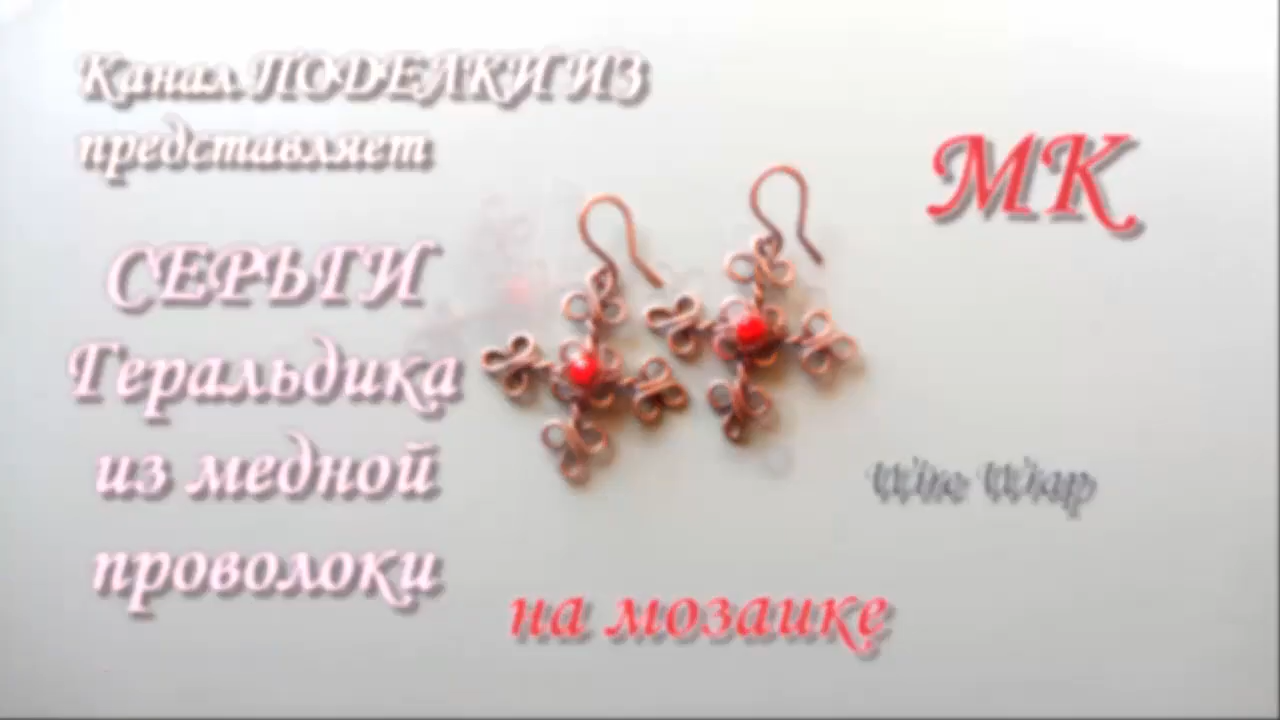 Канал ПОДЕЛКИ ИЗ
представляет
МК
СЕРЬГИ
Геральдика
из медной
проволоки
Wire Wrap
на мозаике